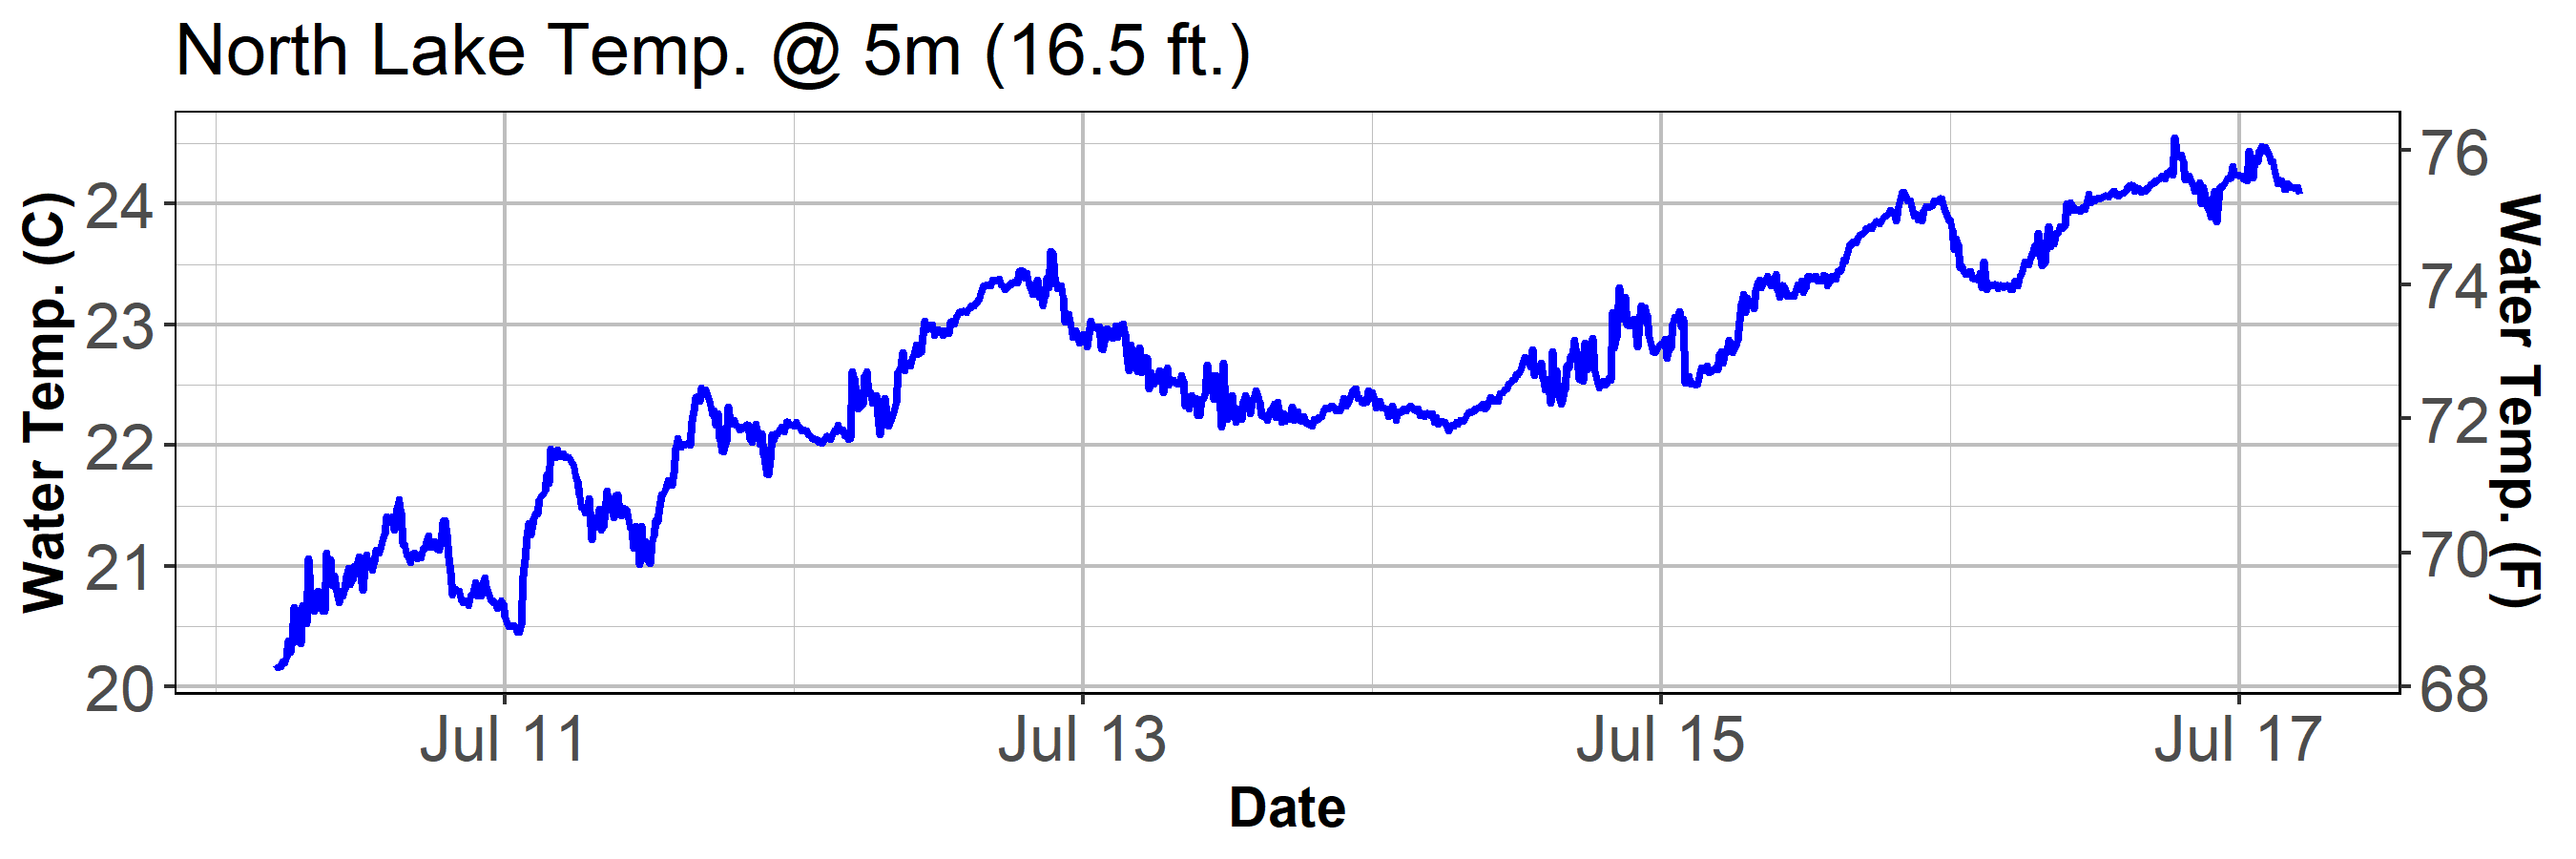 North Lake Temp. @ 5m (16.5 ft.)
Water Temp. (C)
24
23
22
21
20
76
74
72
70
68
Water Temp. (F)
Jul 11 Jul 13 Jul 15 Jul 17
Date